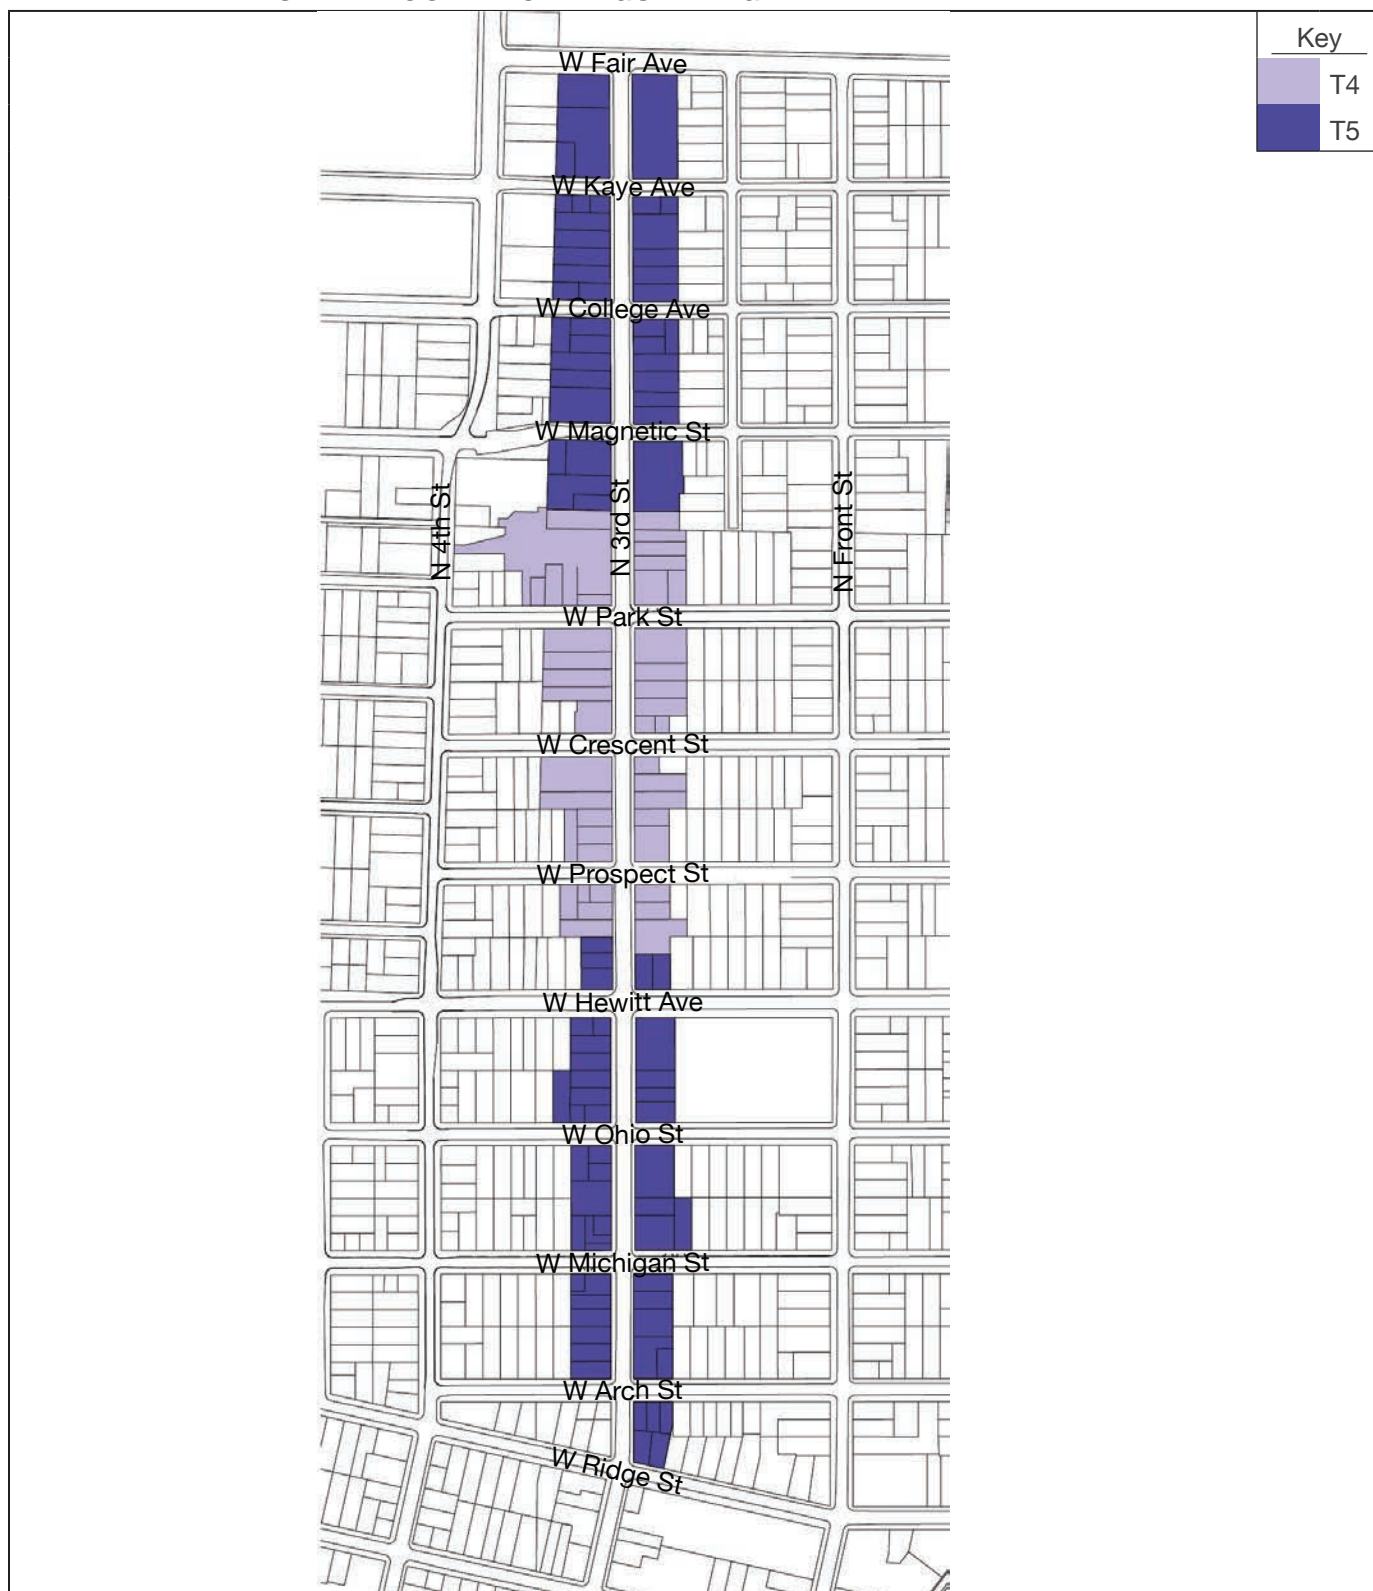 Key
T4
T5
W Fair Ave
W Kaye Ave
W College Ave
W Magnetic St
N 4th St
N 3rd St
N Front St
W Park St
W Crescent St
W Prospect St
W Hewitt Ave
W Ohio St
W Michigan St
W Arch St
W Ridge St